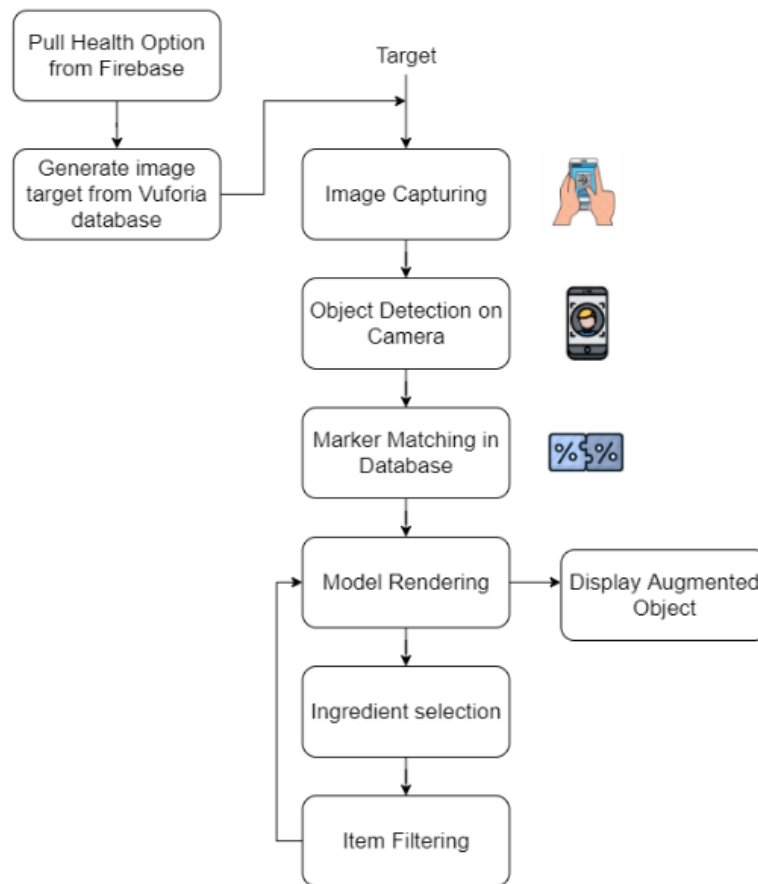 Pull Health Option
from Firebase
Target
Generate image
target from Vuforia
database
Image Capturing
Object Detection on
Camera
Marker Matching in
Database
% %
Model Rendering
Display Augmented
Object
Ingredient selection
Item Filtering